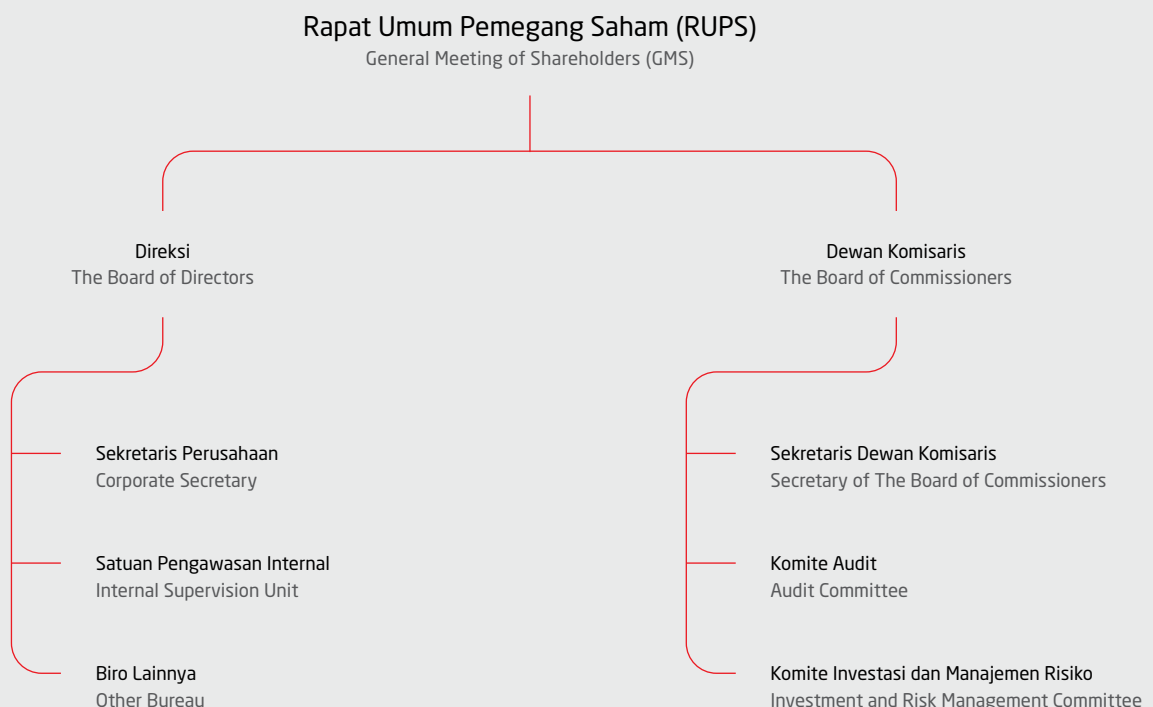 Rapat Umum Pemegang Saham (RUPS)
General Meeting of Shareholders (GMS)
Direksi
The Board of Directors
Dewan Komisaris
The Board of Commissioners
Sekretaris Perusahaan
Corporate Secretary
Satuan Pengawasan Internal
Internal Supervision Unit
Biro Lainnya
Other Bureau
Sekretaris Dewan Komisaris
Secretary of The Board of Commissioners
Komite Audit
Audit Committee
Komite Investasi dan Manajemen Risiko
Investment and Risk Management Committee